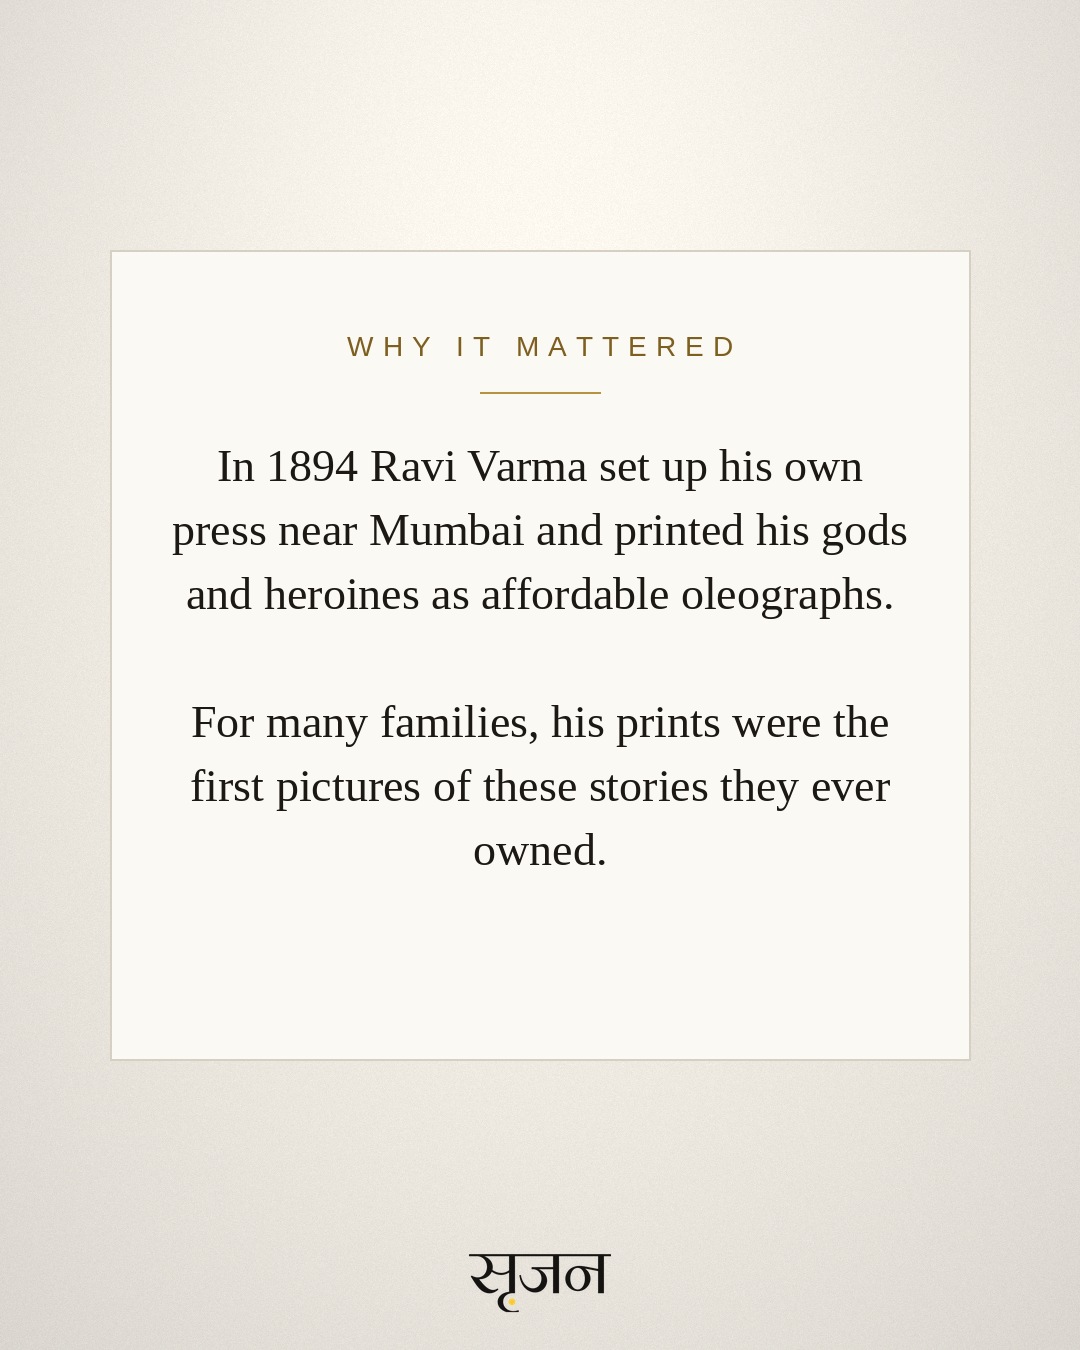 WHY IT MATTERED
In 1894 Ravi Varma set up his own
press near Mumbai and printed his gods
and heroines as affordable oleographs.
For many families, his prints were the
first pictures of these stories they ever
owned.
सृजन